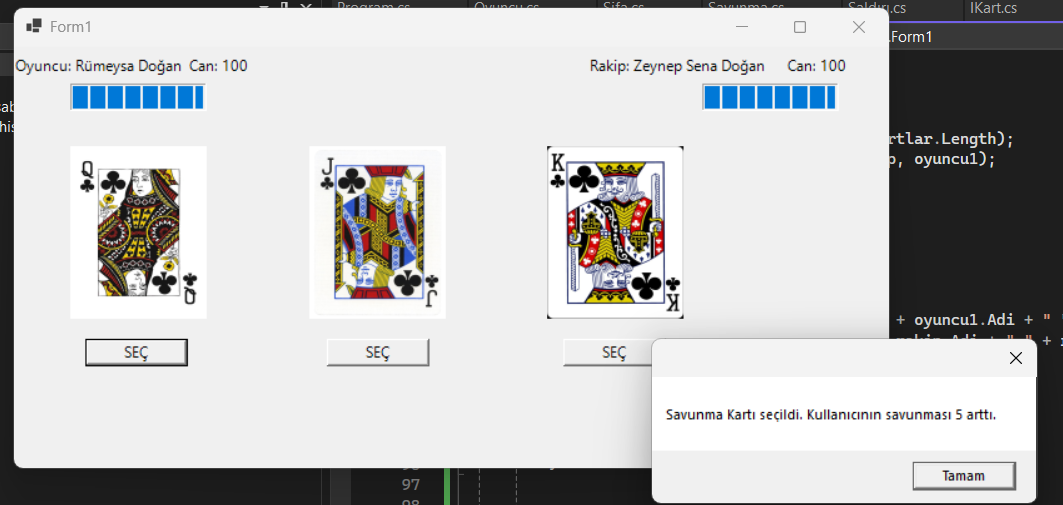 Program.cs Oyuncu.cs Sifa.cs Savunma.cs Saldırı.cs IKart.cs
Form1
.Form1
Oyuncu: Rümeysa Doğan Can: 100
Rakip: Zeynep Sena Doğan Can: 100
rtlar.Length);
, oyuncu1);
Q
J
K
Q
J
K
+ oyuncu1.Adi + "
SEÇ
SEÇ
SEÇ
Savunma Kartı seçildi. Kullanıcının savunması 5 arttı.
Tamam
97